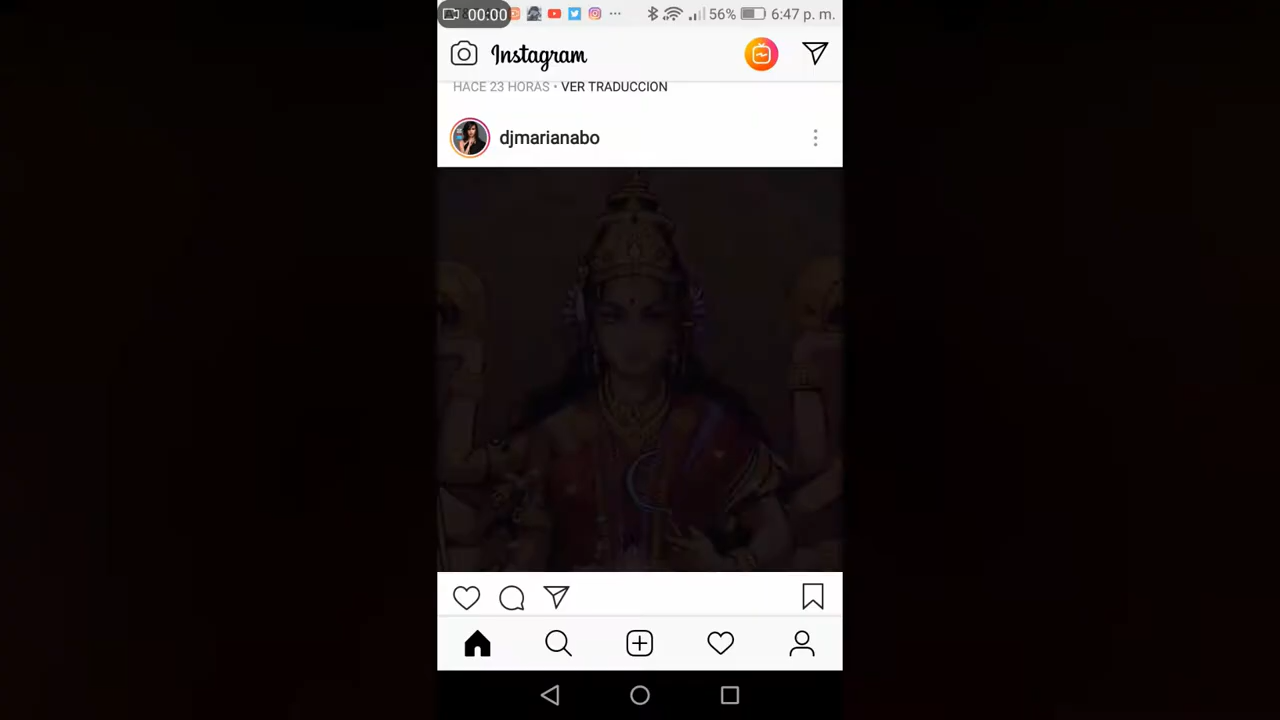 00:00 ... 56% 6:47 p. m.
Instagram
HACE 23 HORAS • VER TRADUCCION
djmarianabo